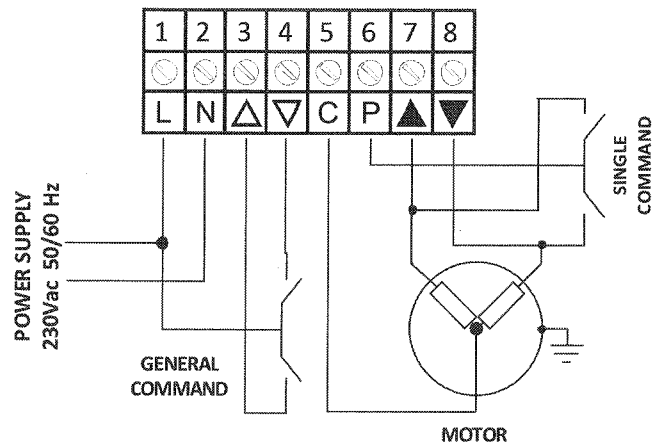 1 2 3 4 5 6 7 8
L N △ ▽ C P ▲ ▼
POWER SUPPLY
230Vac 50/60 Hz
SINGLE
COMMAND
GENERAL
COMMAND
MOTOR